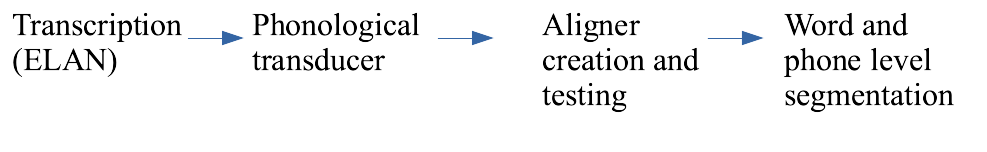 Transcription
(ELAN)
Phonological
transducer
Aligner
creation and
testing
Word and
phone level
segmentation